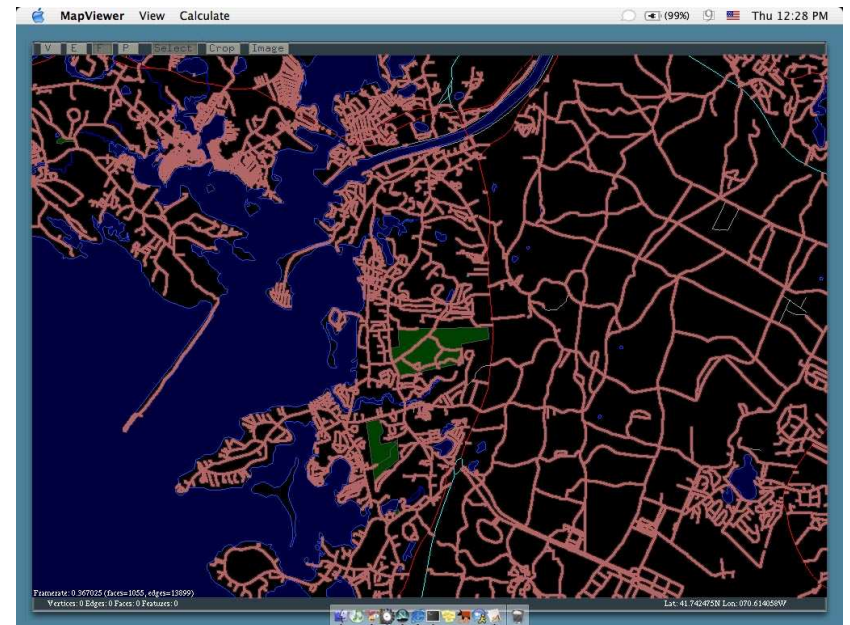 MapViewer View Calculate (99%) Thu 12:28 PM
V E F P Select Crop Image
Framerate: 0.367025 (faces=1055, edges=13899)
Vertices: 0 Edges: 0 Faces: 0 Features: 0 Lat: 41.742475N Lon: 070.614058W